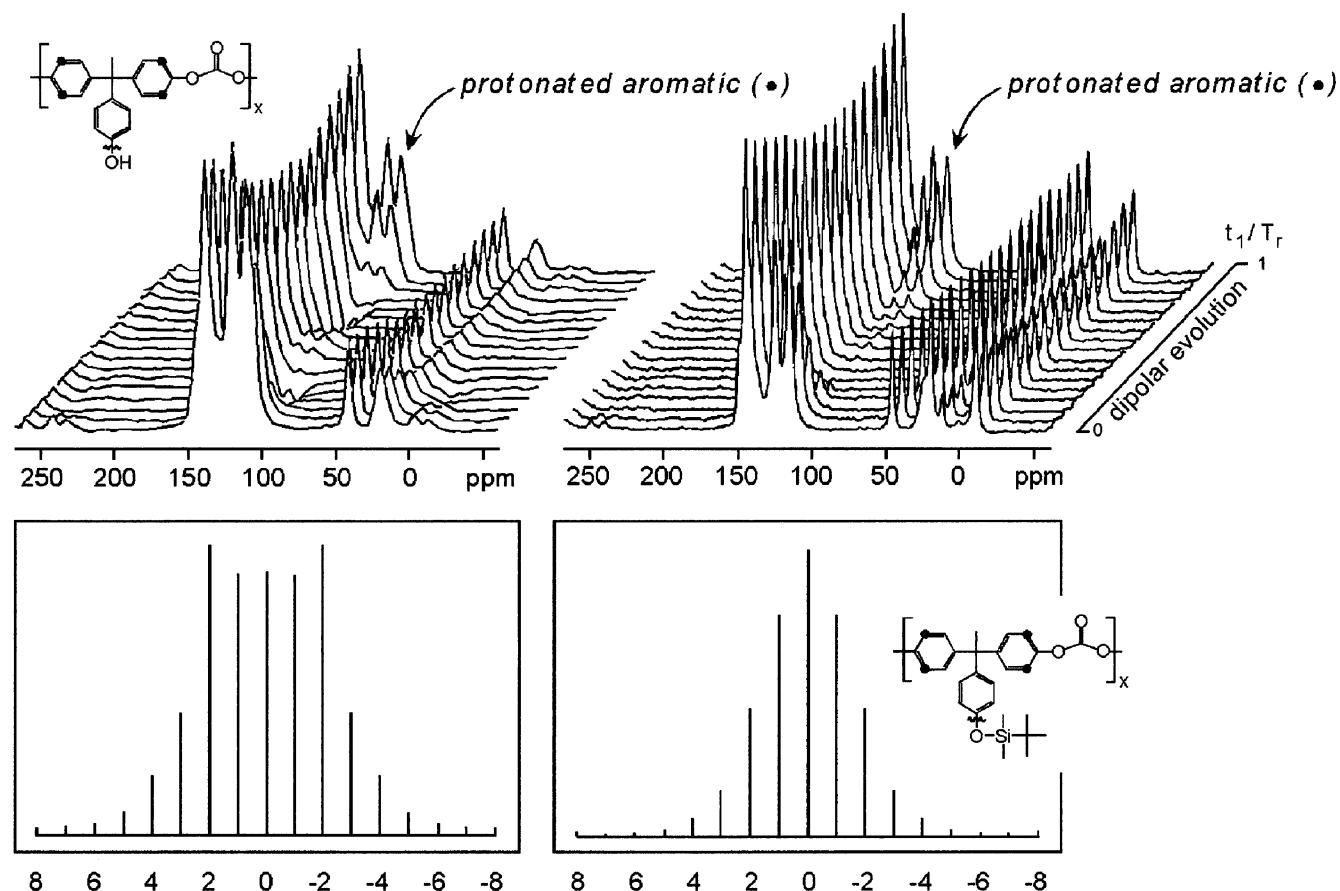 O
O O
x
OH
protonated aromatic (•)
protonated aromatic (•)
t₁/Tᵣ
1
dipolar evolution
0
250 200 150 100 50 0 ppm
250 200 150 100 50 0 ppm
O
O O
x
O–Si
8 6 4 2 0 -2 -4 -6 -8
8 6 4 2 0 -2 -4 -6 -8